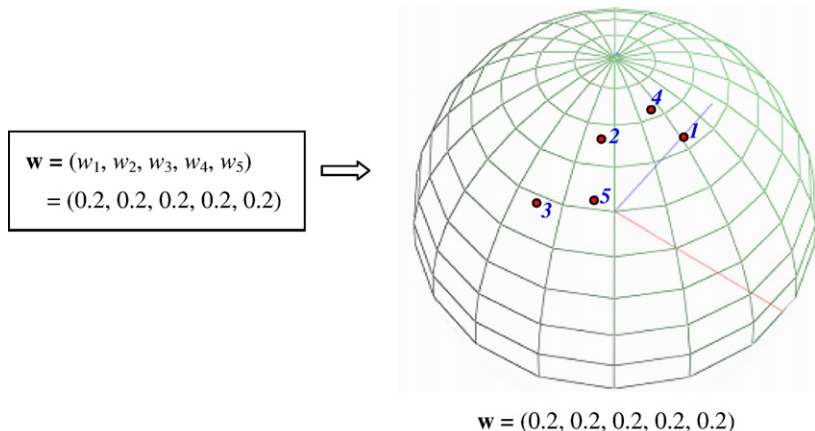 w = (w₁, w₂, w₃, w₄, w₅)
= (0.2, 0.2, 0.2, 0.2, 0.2)
4
1
2
5
3
w = (0.2, 0.2, 0.2, 0.2, 0.2)